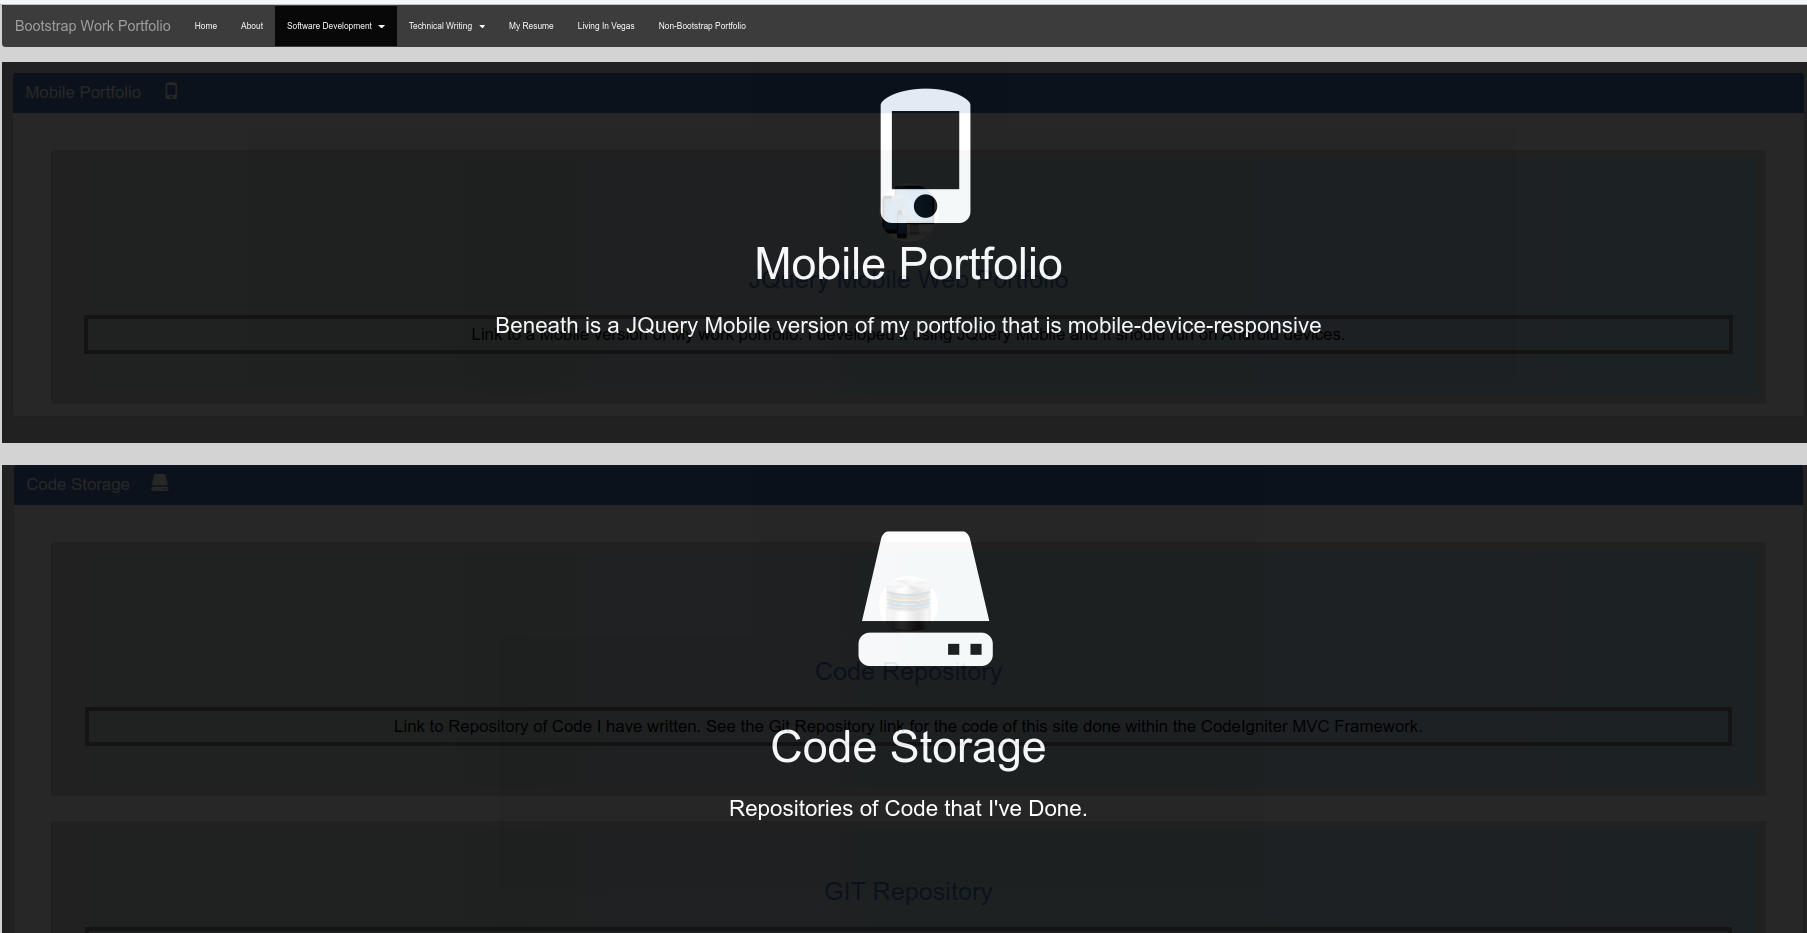 Bootstrap Work Portfolio Home About Software Development Technical Writing My Resume Living In Vegas Non-Bootstrap Portfolio
Mobile Portfolio
Mobile Portfolio
JQuery Mobile Web Portfolio
Beneath is a JQuery Mobile version of my portfolio that is mobile-device-responsive
Link to a mobile version of my work portfolio. I developed it using JQuery Mobile and it should run on Android devices.
Code Storage
Code Repository
Link to Repository of Code I have written. See the Git Repository link for the code of this site done within the CodeIgniter MVC Framework.
Code Storage
Repositories of Code that I've Done.
GIT Repository